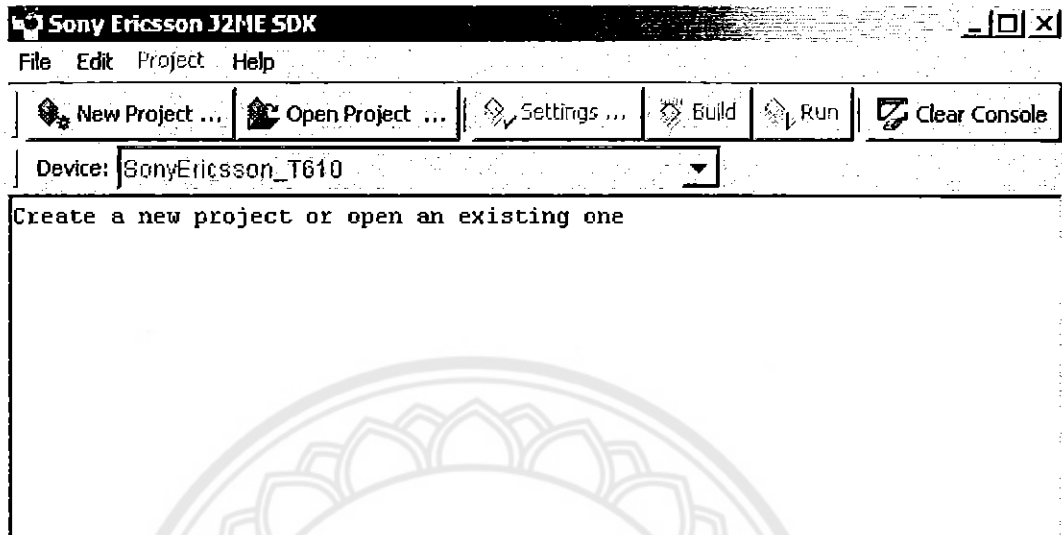 Sony Ericsson J2ME SDK
File Edit Project Help
New Project ... Open Project ... Settings ... Build Run Clear Console
Device: SonyEricsson_T610
Create a new project or open an existing one